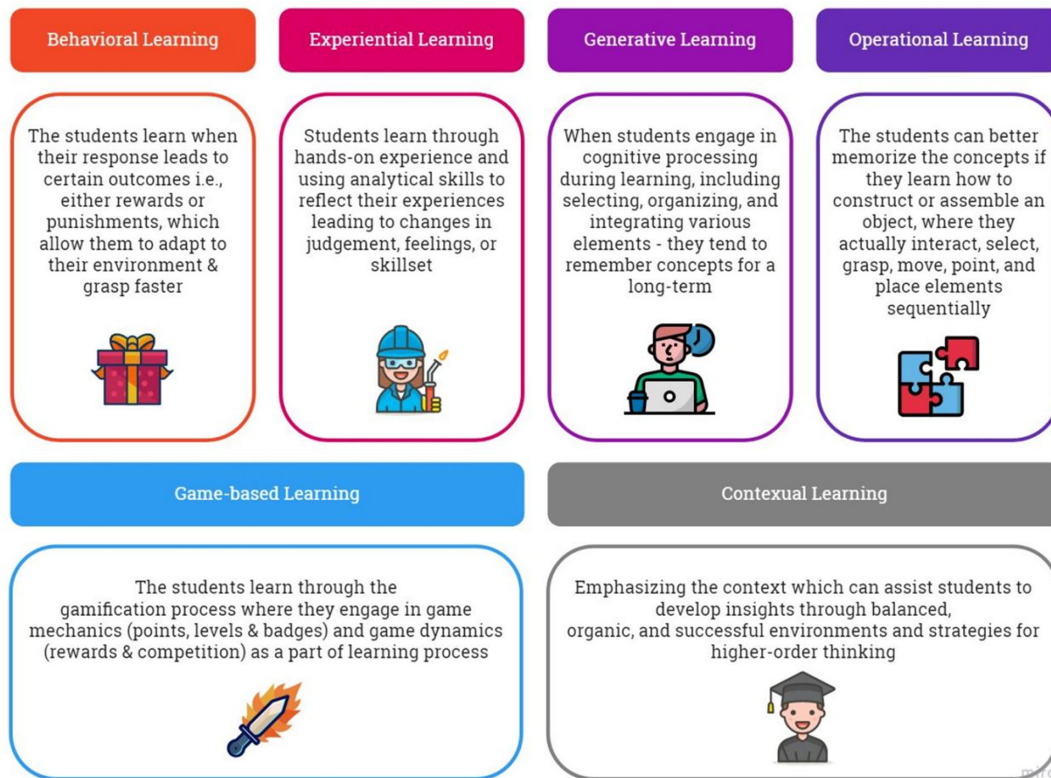 Behavioral Learning
Experiential Learning
Generative Learning
Operational Learning
The students learn when
their response leads to
certain outcomes i.e.,
either rewards or
punishments, which
allow them to adapt to
their environment &
grasp faster
Students learn through
hands-on experience and
using analytical skills to
reflect their experiences
leading to changes in
judgement, feelings, or
skillset
When students engage in
cognitive processing
during learning, including
selecting, organizing, and
integrating various
elements - they tend to
remember concepts for a
long-term
The students can better
memorize the concepts if
they learn how to
construct or assemble an
object, where they
actually interact, select,
grasp, move, point, and
place elements
sequentially
Game-based Learning
Contexual Learning
The students learn through the
gamification process where they engage in game
mechanics (points, levels & badges) and game dynamics
(rewards & competition) as a part of learning process
Emphasizing the context which can assist students to
develop insights through balanced,
organic, and successful environments and strategies for
higher-order thinking